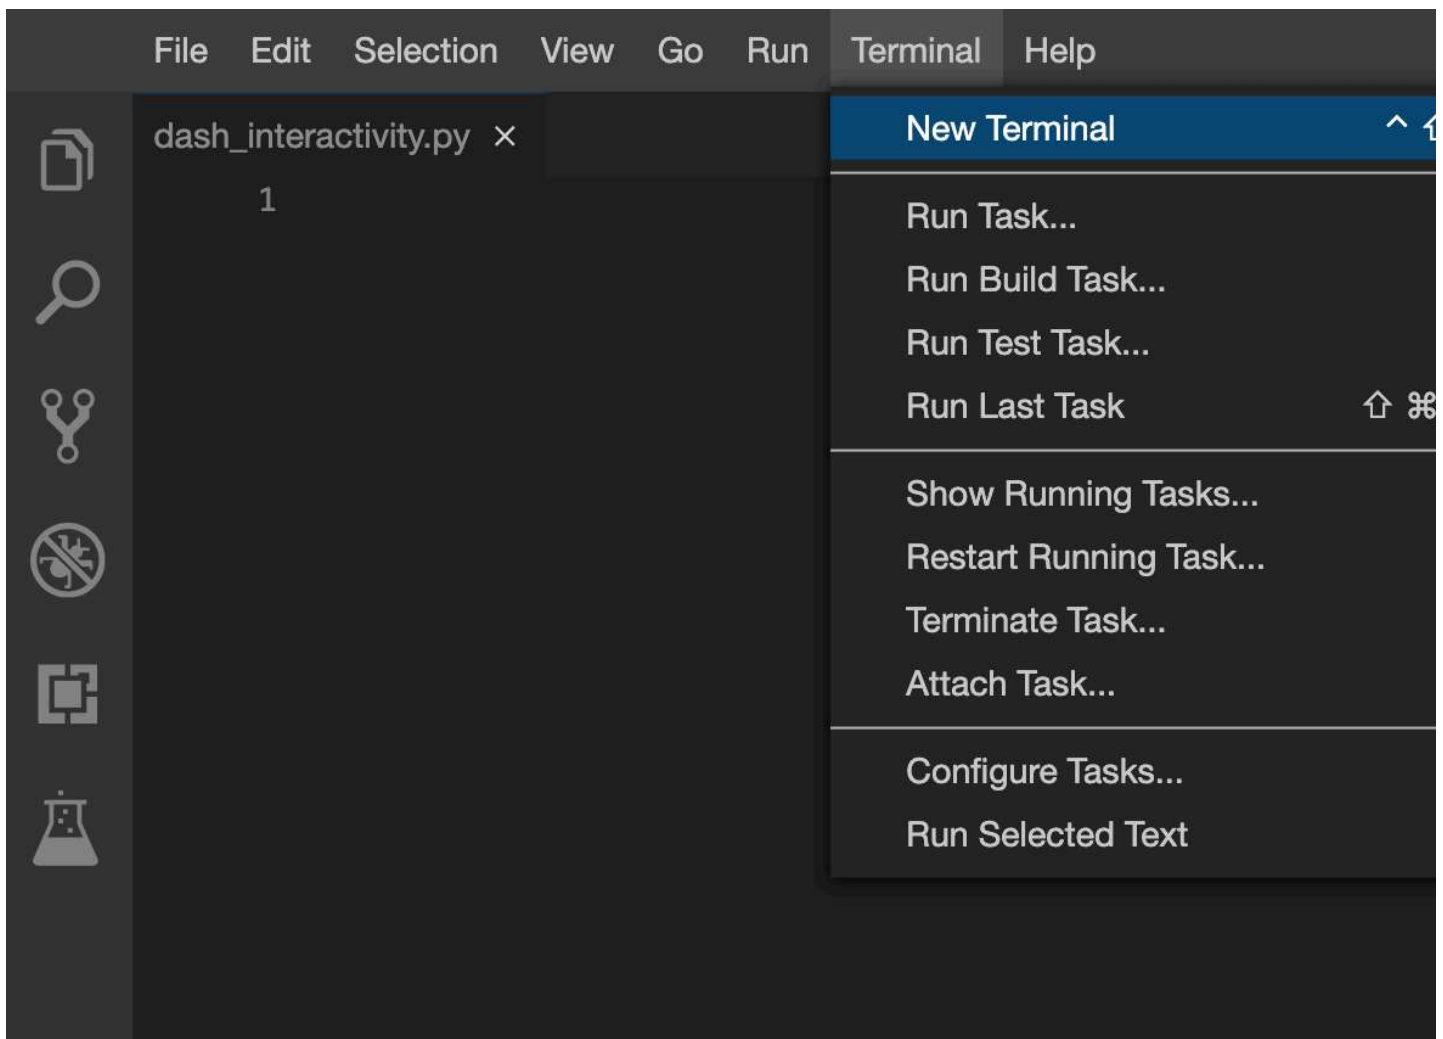 File Edit Selection View Go Run Terminal Help
dash_interactivity.py ×
1
New Terminal ^ ⇧
Run Task...
Run Build Task...
Run Test Task...
Run Last Task ⇧ ⌘
Show Running Tasks...
Restart Running Task...
Terminate Task...
Attach Task...
Configure Tasks...
Run Selected Text